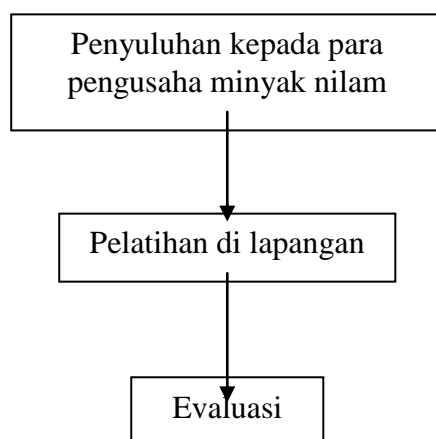 Penyuluhan kepada para
pengusaha minyak nilam
Pelatihan di lapangan
Evaluasi